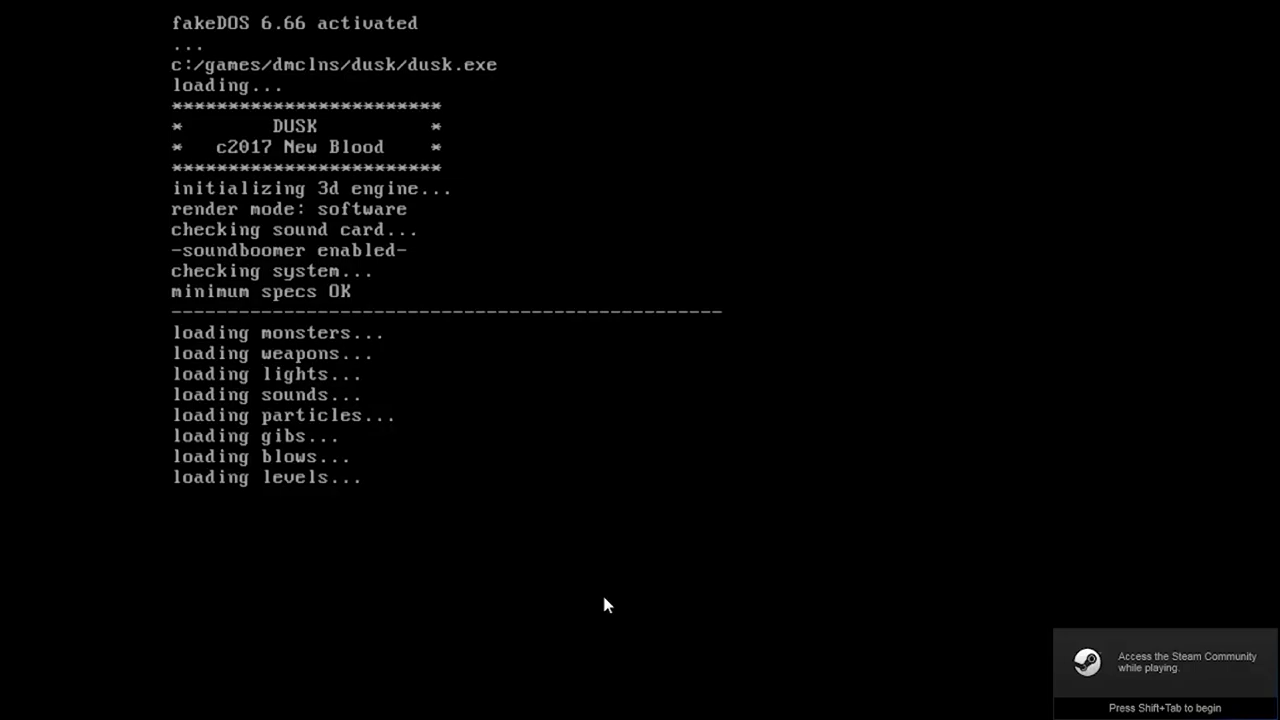 fakeDOS 6.66 activated
...
c:/games/dmclns/dusk/dusk.exe
loading...
************************
* DUSK *
* c2017 New Blood *
************************
initializing 3d engine...
render mode: software
checking sound card...
-soundboomer enabled-
checking system...
minimum specs OK
-------------------------------------------------
loading monsters...
loading weapons...
loading lights...
loading sounds...
loading particles...
loading gibs...
loading blows...
loading levels...
Access the Steam Community
while playing.
Press Shift+Tab to begin